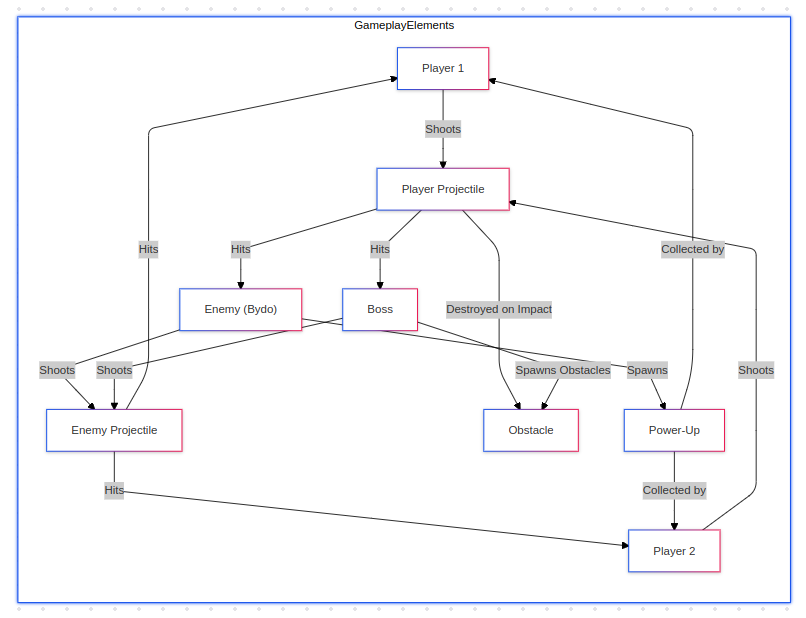 GameplayElements
Player 1
Shoots
Player Projectile
Hits
Hits
Hits
Collected by
Enemy (Bydo)
Boss
Destroyed on Impact
Shoots
Shoots
Spawns Obstacles
Spawns
Shoots
Enemy Projectile
Obstacle
Power-Up
Hits
Collected by
Player 2